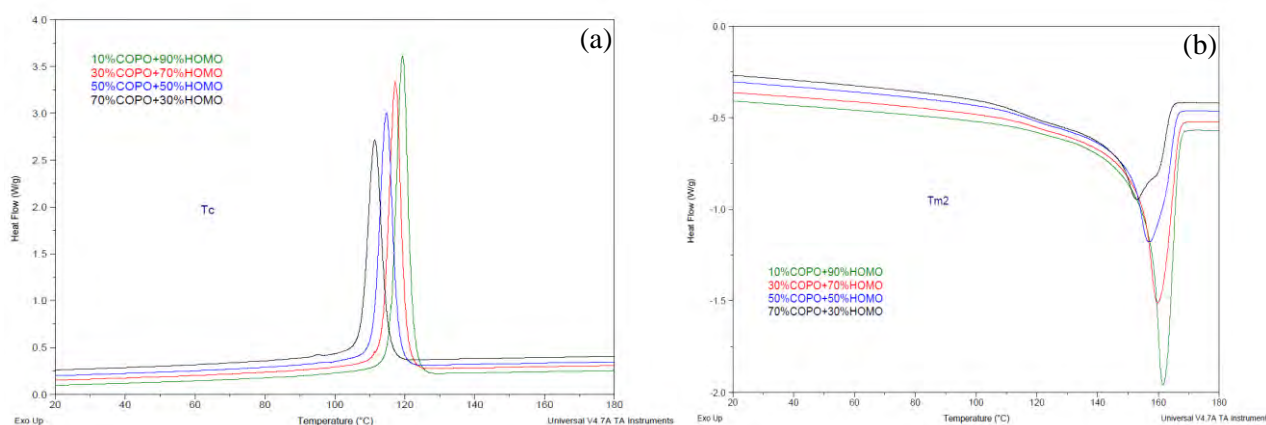 (a)
4.0
3.5
3.0
2.5
2.0
1.5
1.0
0.5
0.0
Heat Flow (W/g)
10%COPO+90%HOMO
30%COPO+70%HOMO
50%COPO+50%HOMO
70%COPO+30%HOMO
Tc
20 40 60 80 100 120 140 160 180
Exo Up Temperature (°C) Universal V4.7A TA Instruments
(b)
0.0
-0.5
-1.0
-1.5
-2.0
Heat Flow (W/g)
Tm2
10%COPO+90%HOMO
30%COPO+70%HOMO
50%COPO+50%HOMO
70%COPO+30%HOMO
20 40 60 80 100 120 140 160 180
Exo Up Temperature (°C) Universal V4.7A TA Instruments